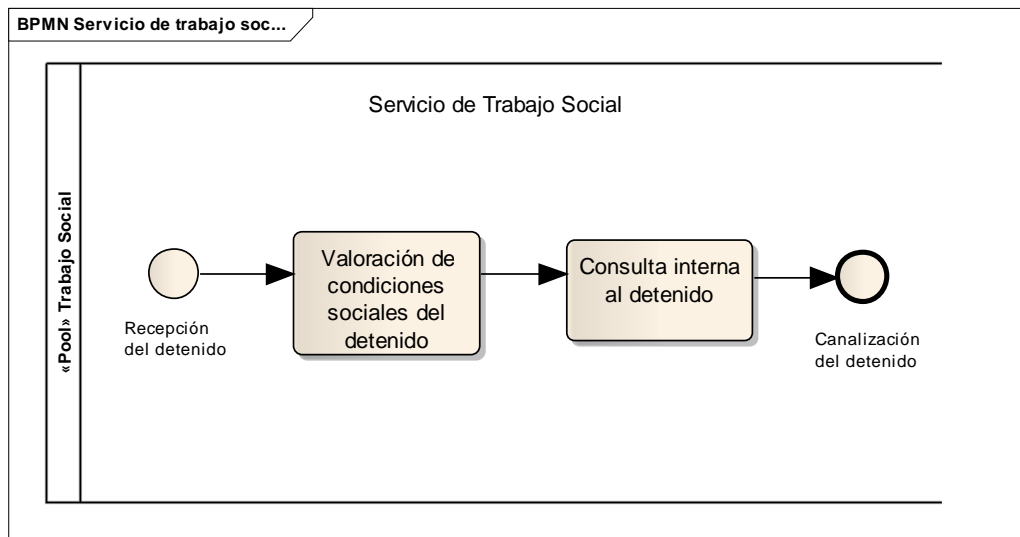 BPMN Servicio de trabajo soc...
Servicio de Trabajo Social
«Pool» Trabajo Social
Recepción
del detenido
Valoración de
condiciones
sociales del
detenido
Consulta interna
al detenido
Canalización
del detenido